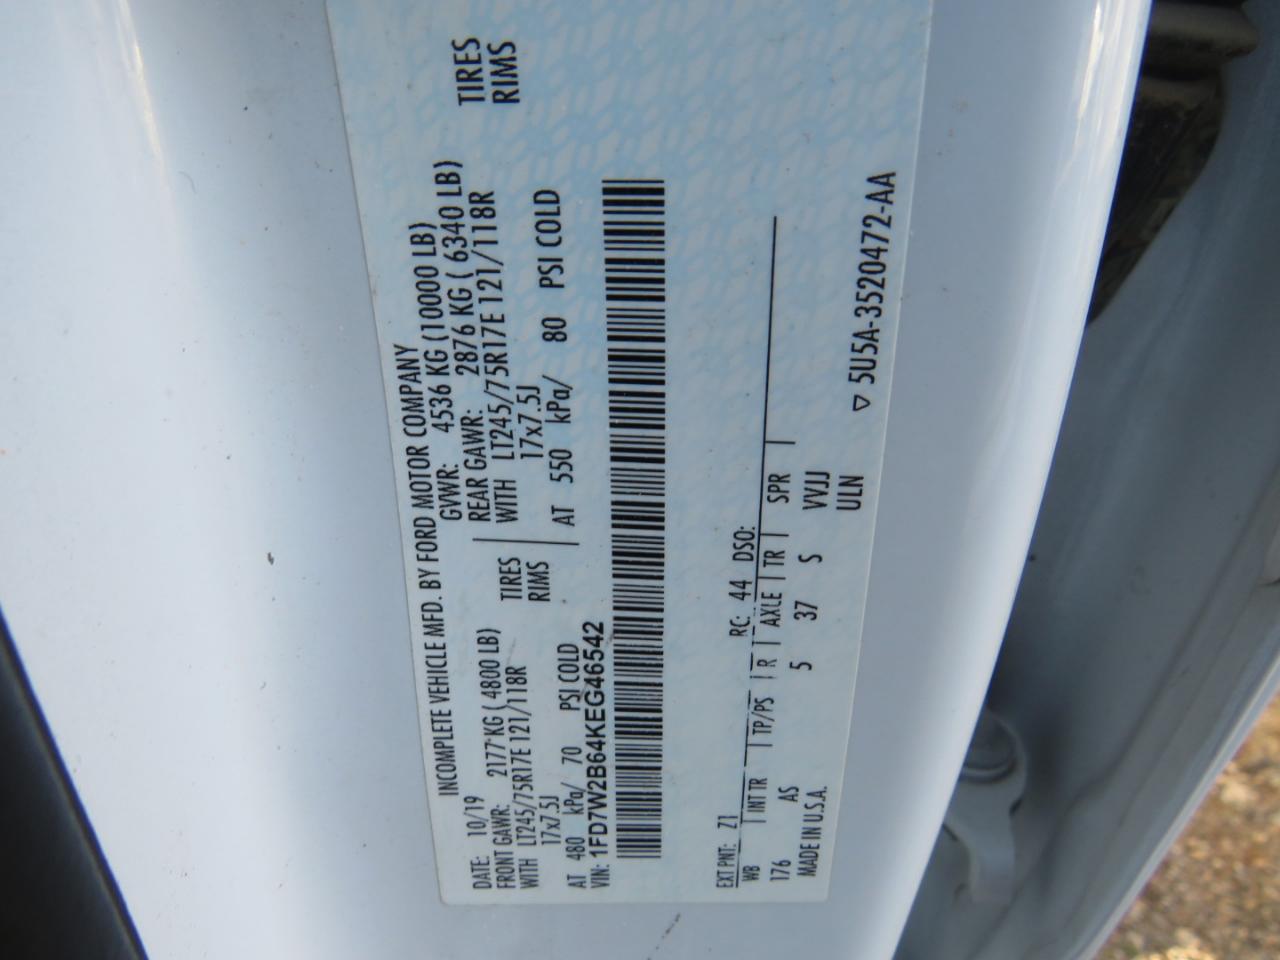 INCOMPLETE VEHICLE MFD. BY FORD MOTOR COMPANY
DATE: 10/19 GVWR: 4536 KG (10000 LB)
FRONT GAWR: 2177 KG ( 4800 LB) REAR GAWR: 2876 KG ( 6340 LB)
WITH LT245/75R17E 121/118R TIRES WITH LT245/75R17E 121/118R TIRES
17x7.5J RIMS 17x7.5J RIMS
AT 480 kPa/ 70 PSI COLD AT 550 kPa/ 80 PSI COLD
VIN: 1FD7W2B64KEG46542
EXT PNT: Z1 RC: 44 DSO:
WB INT TR TP/PS R AXLE TR SPR
176 AS 5 37 S VVJJ
MADE IN U.S.A. ULN
▽ 5U5A-3520472-AA